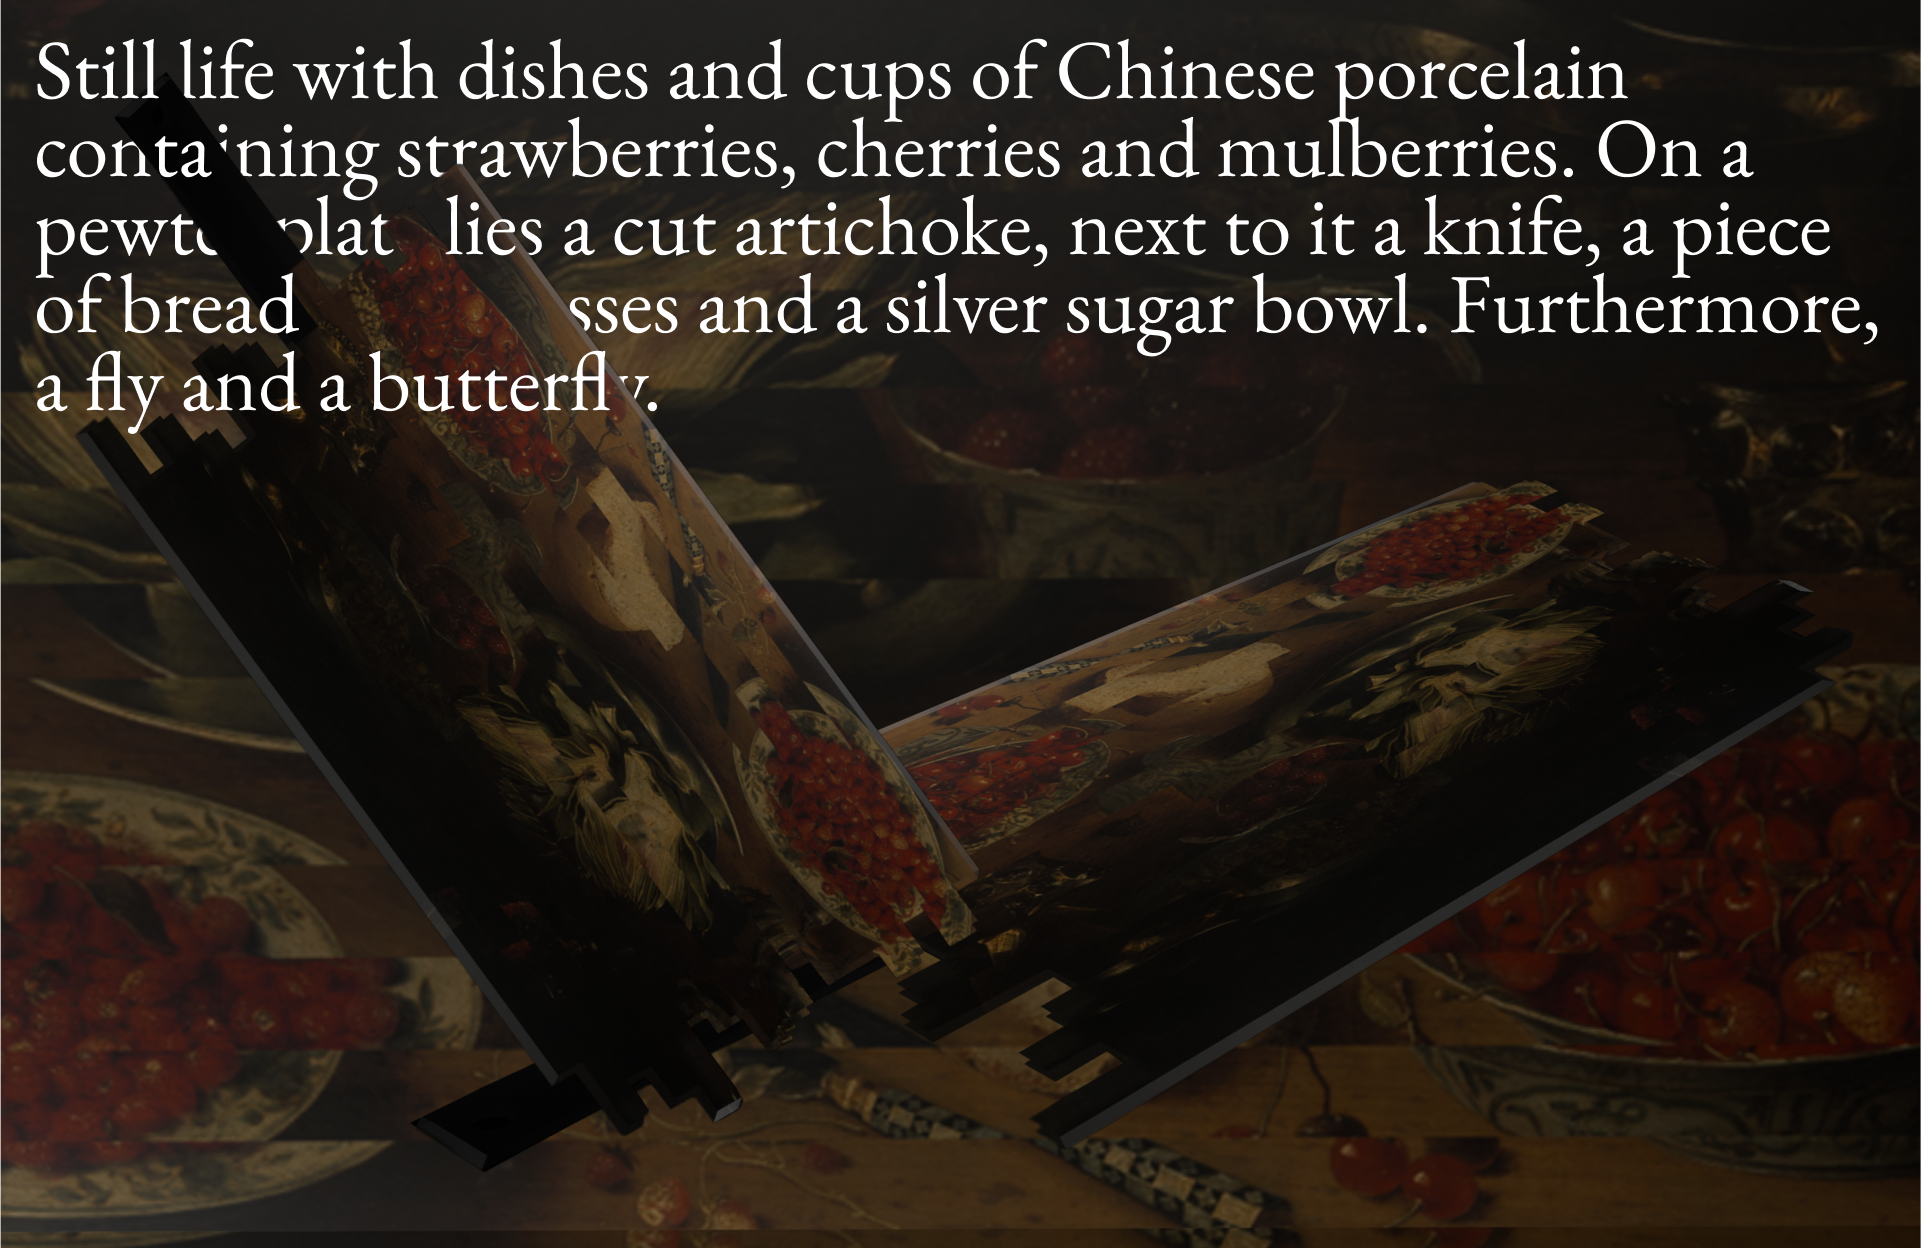 Still life with dishes and cups of Chinese porcelain
containing strawberries, cherries and mulberries. On a
lies a cut artichoke, next to it a knife, a piece
of bread and a silver sugar bowl. Furthermore,
a fly and a butterfly.